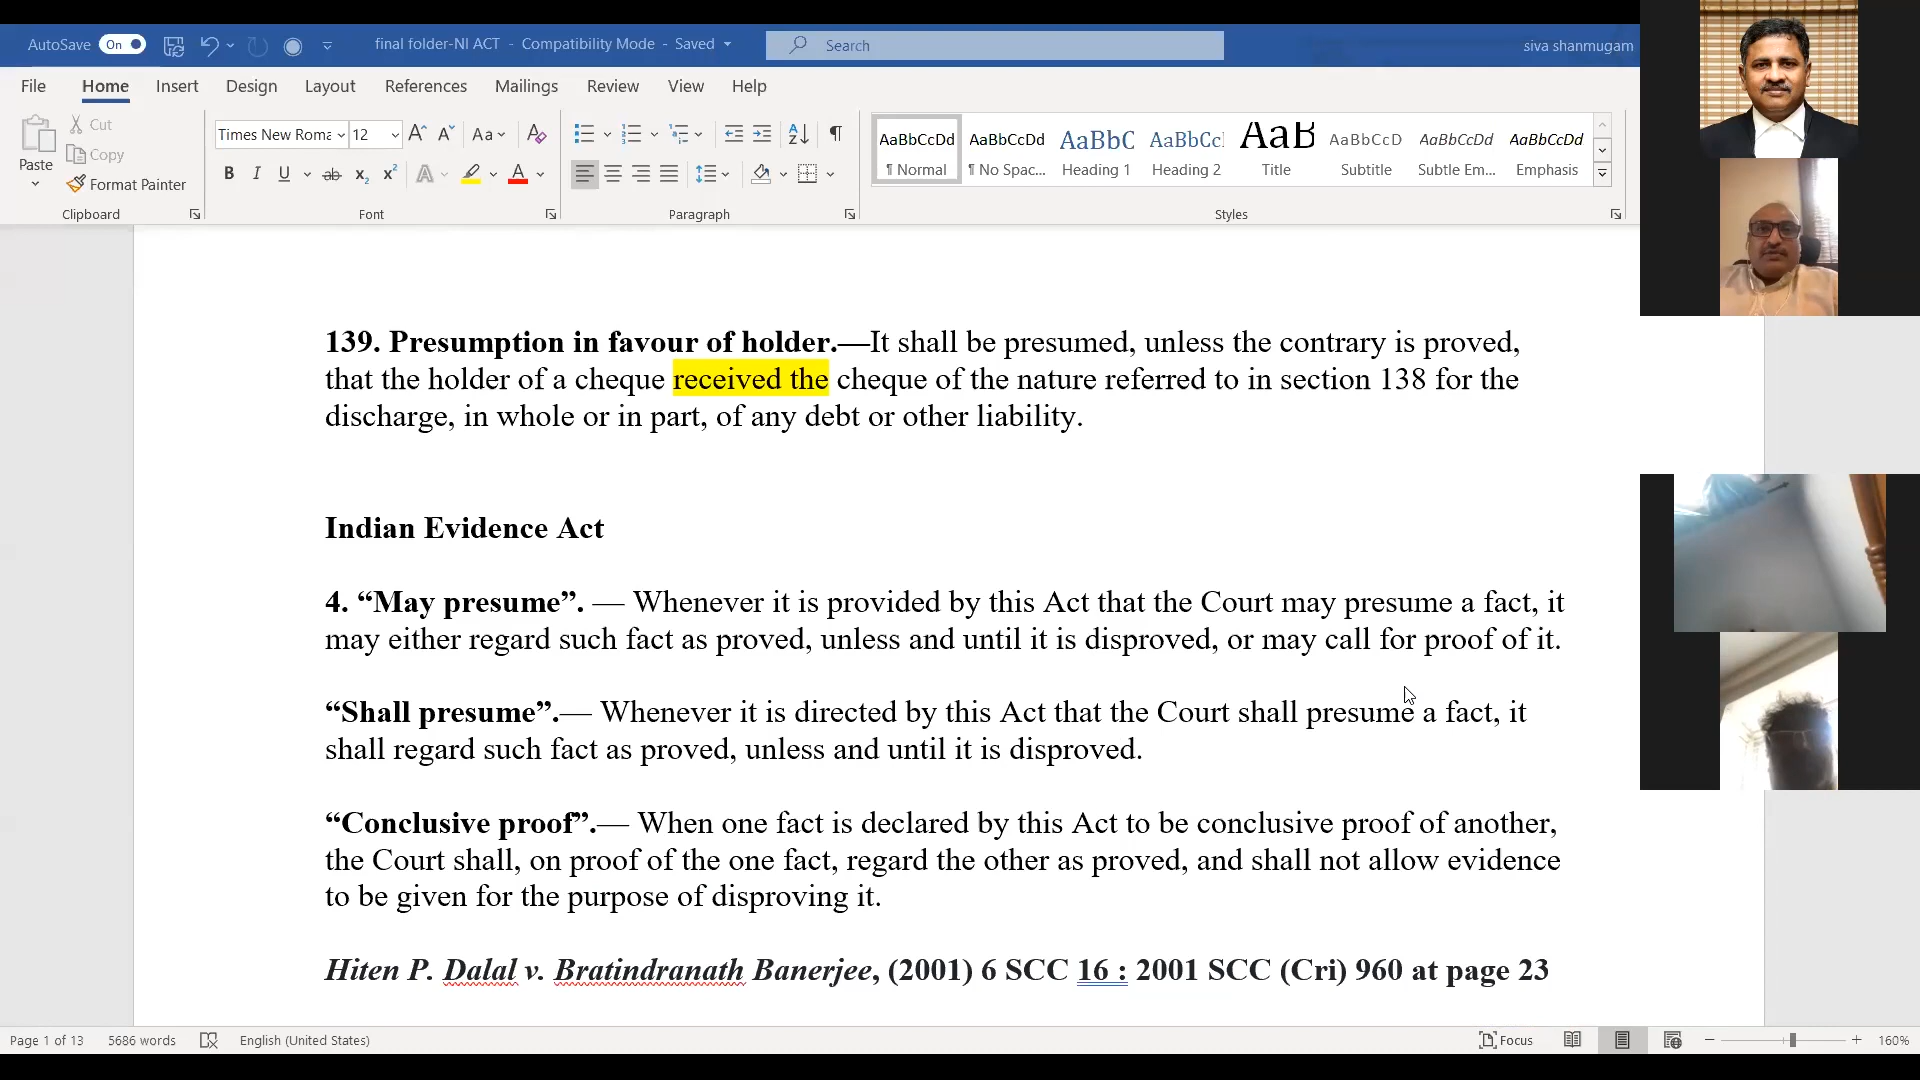 AutoSave On final folder-NI ACT - Compatibility Mode - Saved Search siva shanmugam
File Home Insert Design Layout References Mailings Review View Help
Paste Cut Copy Format Painter
Times New Roma 12
AaBbCcDd AaBbCcDd AaBbC AaBbCcI AaB AaBbCcD AaBbCcDd AaBbCcDd
¶ Normal ¶ No Spac... Heading 1 Heading 2 Title Subtitle Subtle Em... Emphasis
Clipboard Font Paragraph Styles
139. Presumption in favour of holder.—It shall be presumed, unless the contrary is proved,
that the holder of a cheque received the cheque of the nature referred to in section 138 for the
discharge, in whole or in part, of any debt or other liability.
Indian Evidence Act
4. “May presume”. — Whenever it is provided by this Act that the Court may presume a fact, it
may either regard such fact as proved, unless and until it is disproved, or may call for proof of it.
“Shall presume”.— Whenever it is directed by this Act that the Court shall presume a fact, it
shall regard such fact as proved, unless and until it is disproved.
“Conclusive proof”.— When one fact is declared by this Act to be conclusive proof of another,
the Court shall, on proof of the one fact, regard the other as proved, and shall not allow evidence
to be given for the purpose of disproving it.
Hiten P. Dalal v. Bratindranath Banerjee, (2001) 6 SCC 16 : 2001 SCC (Cri) 960 at page 23
Page 1 of 13 5686 words English (United States) Focus 160%